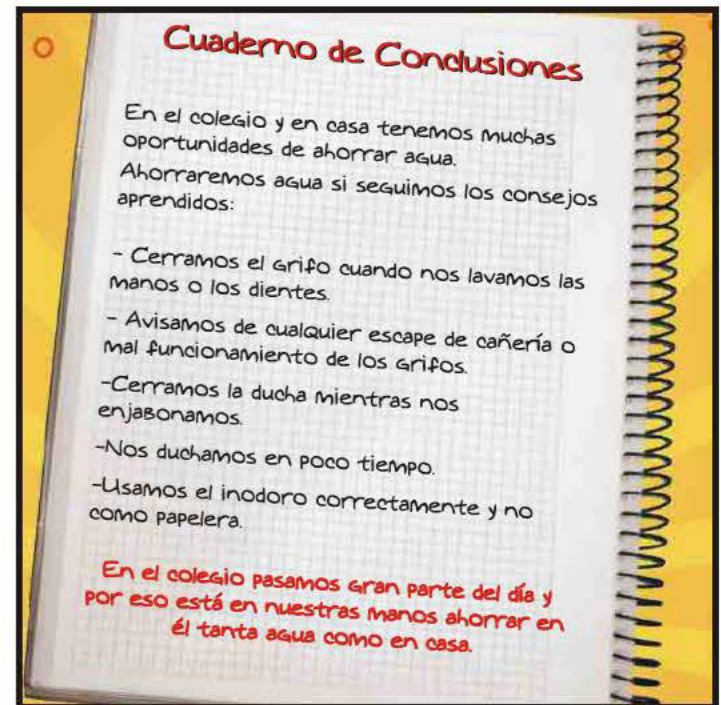 Cuaderno de Conclusiones
En el colegio y en casa tenemos muchas
oportunidades de ahorrar agua.
Ahorraremos agua si seguimos los consejos
aprendidos:
- Cerramos el grifo cuando nos lavamos las
manos o los dientes.
- Avisamos de cualquier escape de cañería o
mal funcionamiento de los grifos.
-Cerramos la ducha mientras nos
enjabonamos.
-Nos duchamos en poco tiempo.
-Usamos el inodoro correctamente y no
como papelera.
En el colegio pasamos gran parte del día y
por eso está en nuestras manos ahorrar en
él tanta agua como en casa.